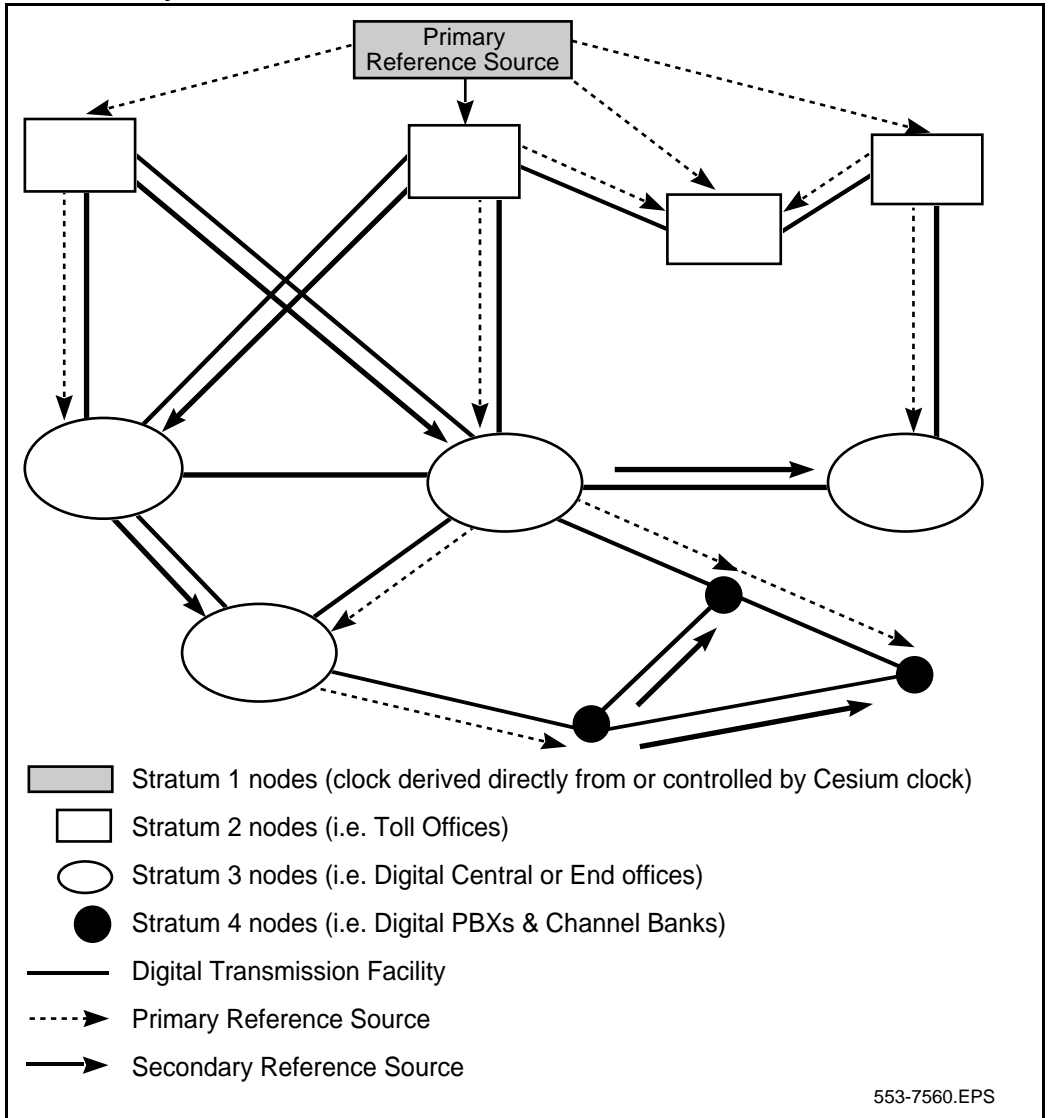 Primary
Reference Source
Stratum 1 nodes (clock derived directly from or controlled by Cesium clock)
Stratum 2 nodes (i.e. Toll Offices)
Stratum 3 nodes (i.e. Digital Central or End offices)
Stratum 4 nodes (i.e. Digital PBXs & Channel Banks)
Digital Transmission Facility
Primary Reference Source
Secondary Reference Source
553-7560.EPS